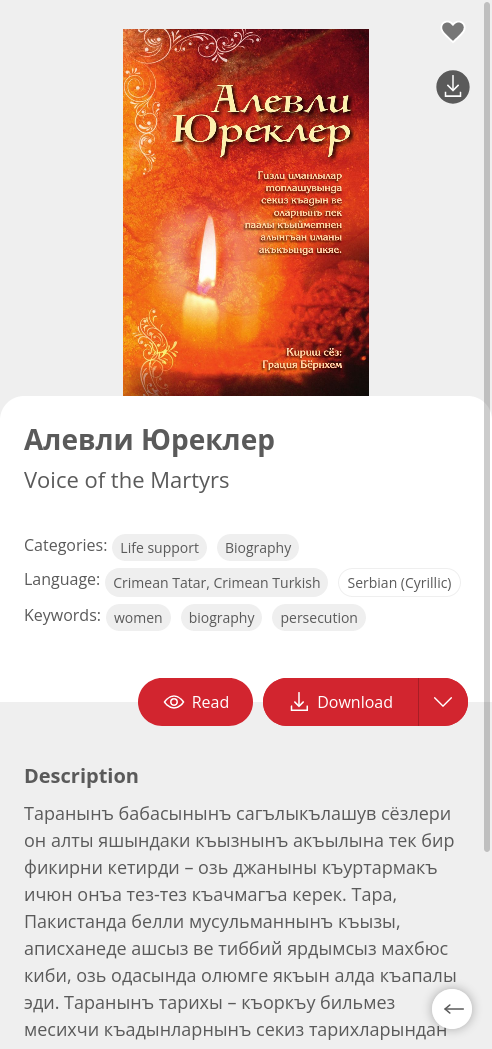 Алевли
Юреклер
Гизли иманлылар
топлашувында
секиз къадын ве
оларнынъ пек
паалы къыйметнен
алынгъан иманы
акъкъында икяе.
Кириш сёз:
Грация Бёрнхем
Алевли Юреклер
Voice of the Martyrs
Categories: Life support Biography
Language: Crimean Tatar, Crimean Turkish Serbian (Cyrillic)
Keywords: women biography persecution
Read Download
Description
Таранынъ бабасынынъ сагълыкълашув сёзлери
он алты яшындаки къызнынъ акъылына тек бир
фикирни кетирди – озь джаныны къуртармакъ
ичюн онъа тез-тез къачмагъа керек. Тара,
Пакистанда белли мусульманнынъ къызы,
аписханеде ашсыз ве тиббий ярдымсыз махбюс
киби, озь одасында олюмге якъын алда къапалы
эди. Таранынъ тарихы – къоркъу бильмез
месихчи къадынларнынъ секиз тарихларындан